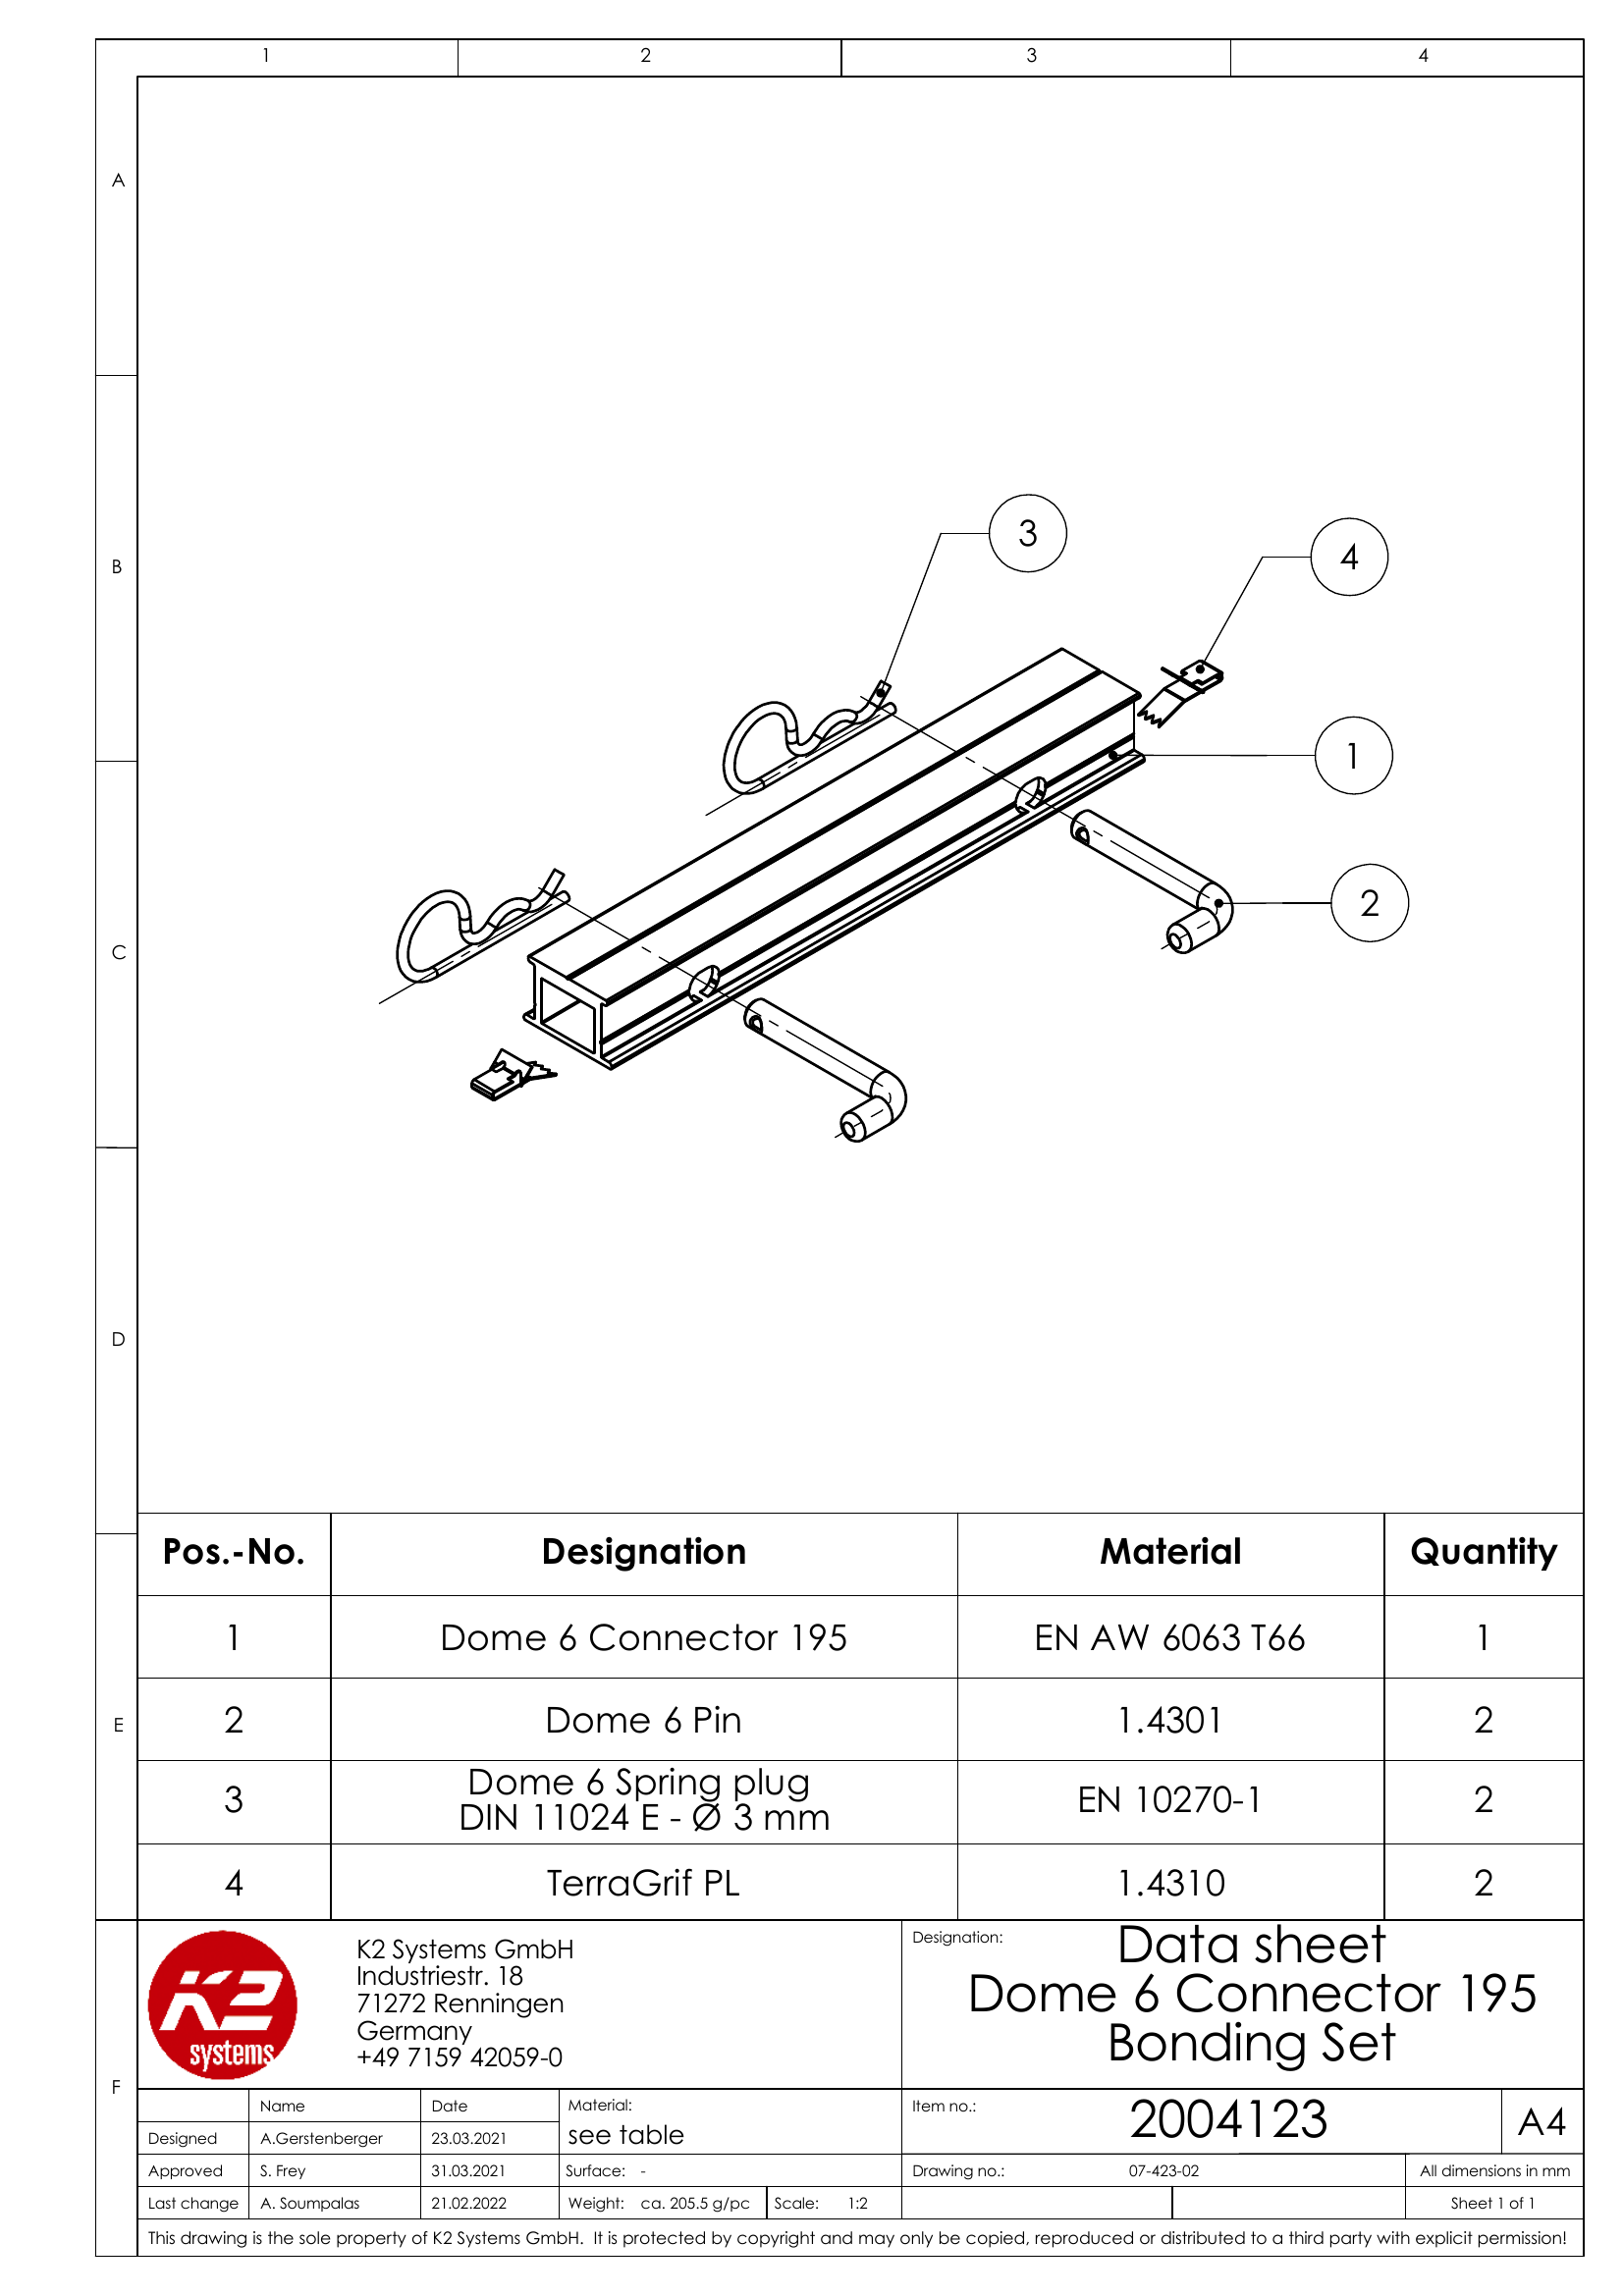 1 2 3 4
A
B
C
D
E
F
3
4
1
2
Pos.-No. Designation Material Quantity
1 Dome 6 Connector 195 EN AW 6063 T66 1
2 Dome 6 Pin 1.4301 2
3 Dome 6 Spring plug
DIN 11024 E - Ø 3 mm EN 10270-1 2
4 TerraGrif PL 1.4310 2
K2
systems
K2 Systems GmbH
Industriestr. 18
71272 Renningen
Germany
+49 7159 42059-0
Designation: Data sheet
Dome 6 Connector 195
Bonding Set
Name Date Material: see table
Item no.: 2004123 A4
Designed A.Gerstenberger 23.03.2021
Approved S. Frey 31.03.2021 Surface: - Drawing no.: 07-423-02 All dimensions in mm
Last change A. Soumpalas 21.02.2022 Weight: ca. 205.5 g/pc Scale: 1:2 Sheet 1 of 1
This drawing is the sole property of K2 Systems GmbH. It is protected by copyright and may only be copied, reproduced or distributed to a third party with explicit permission!